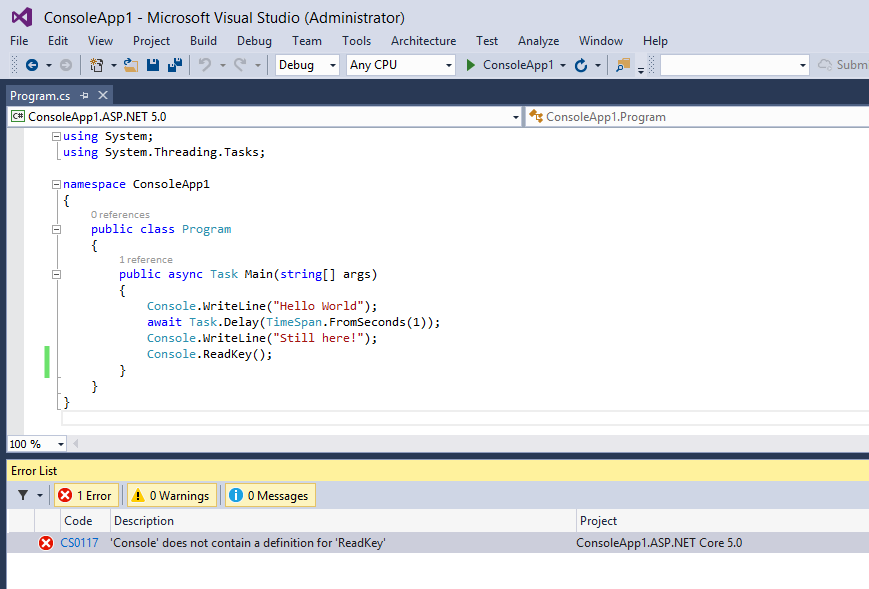 ConsoleApp1 - Microsoft Visual Studio (Administrator)
File Edit View Project Build Debug Team Tools Architecture Test Analyze Window Help
Debug Any CPU ConsoleApp1 Subm
Program.cs
C# ConsoleApp1.ASP.NET 5.0 ConsoleApp1.Program
using System;
using System.Threading.Tasks;
namespace ConsoleApp1
{
0 references
public class Program
{
1 reference
public async Task Main(string[] args)
{
Console.WriteLine("Hello World");
await Task.Delay(TimeSpan.FromSeconds(1));
Console.WriteLine("Still here!");
Console.ReadKey();
}
}
}
100 %
Error List
1 Error 0 Warnings 0 Messages
Code Description Project
CS0117 'Console' does not contain a definition for 'ReadKey' ConsoleApp1.ASP.NET Core 5.0